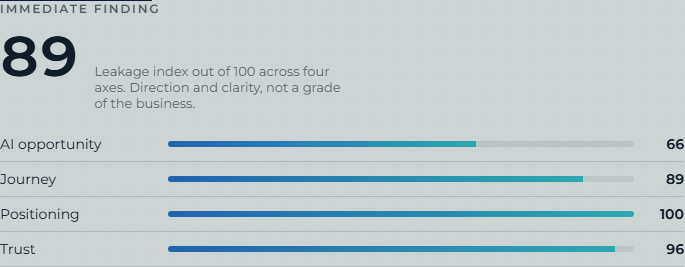 IMMEDIATE FINDING
89
Leakage index out of 100 across four
axes. Direction and clarity, not a grade
of the business.
AI opportunity 66
Journey 89
Positioning 100
Trust 96